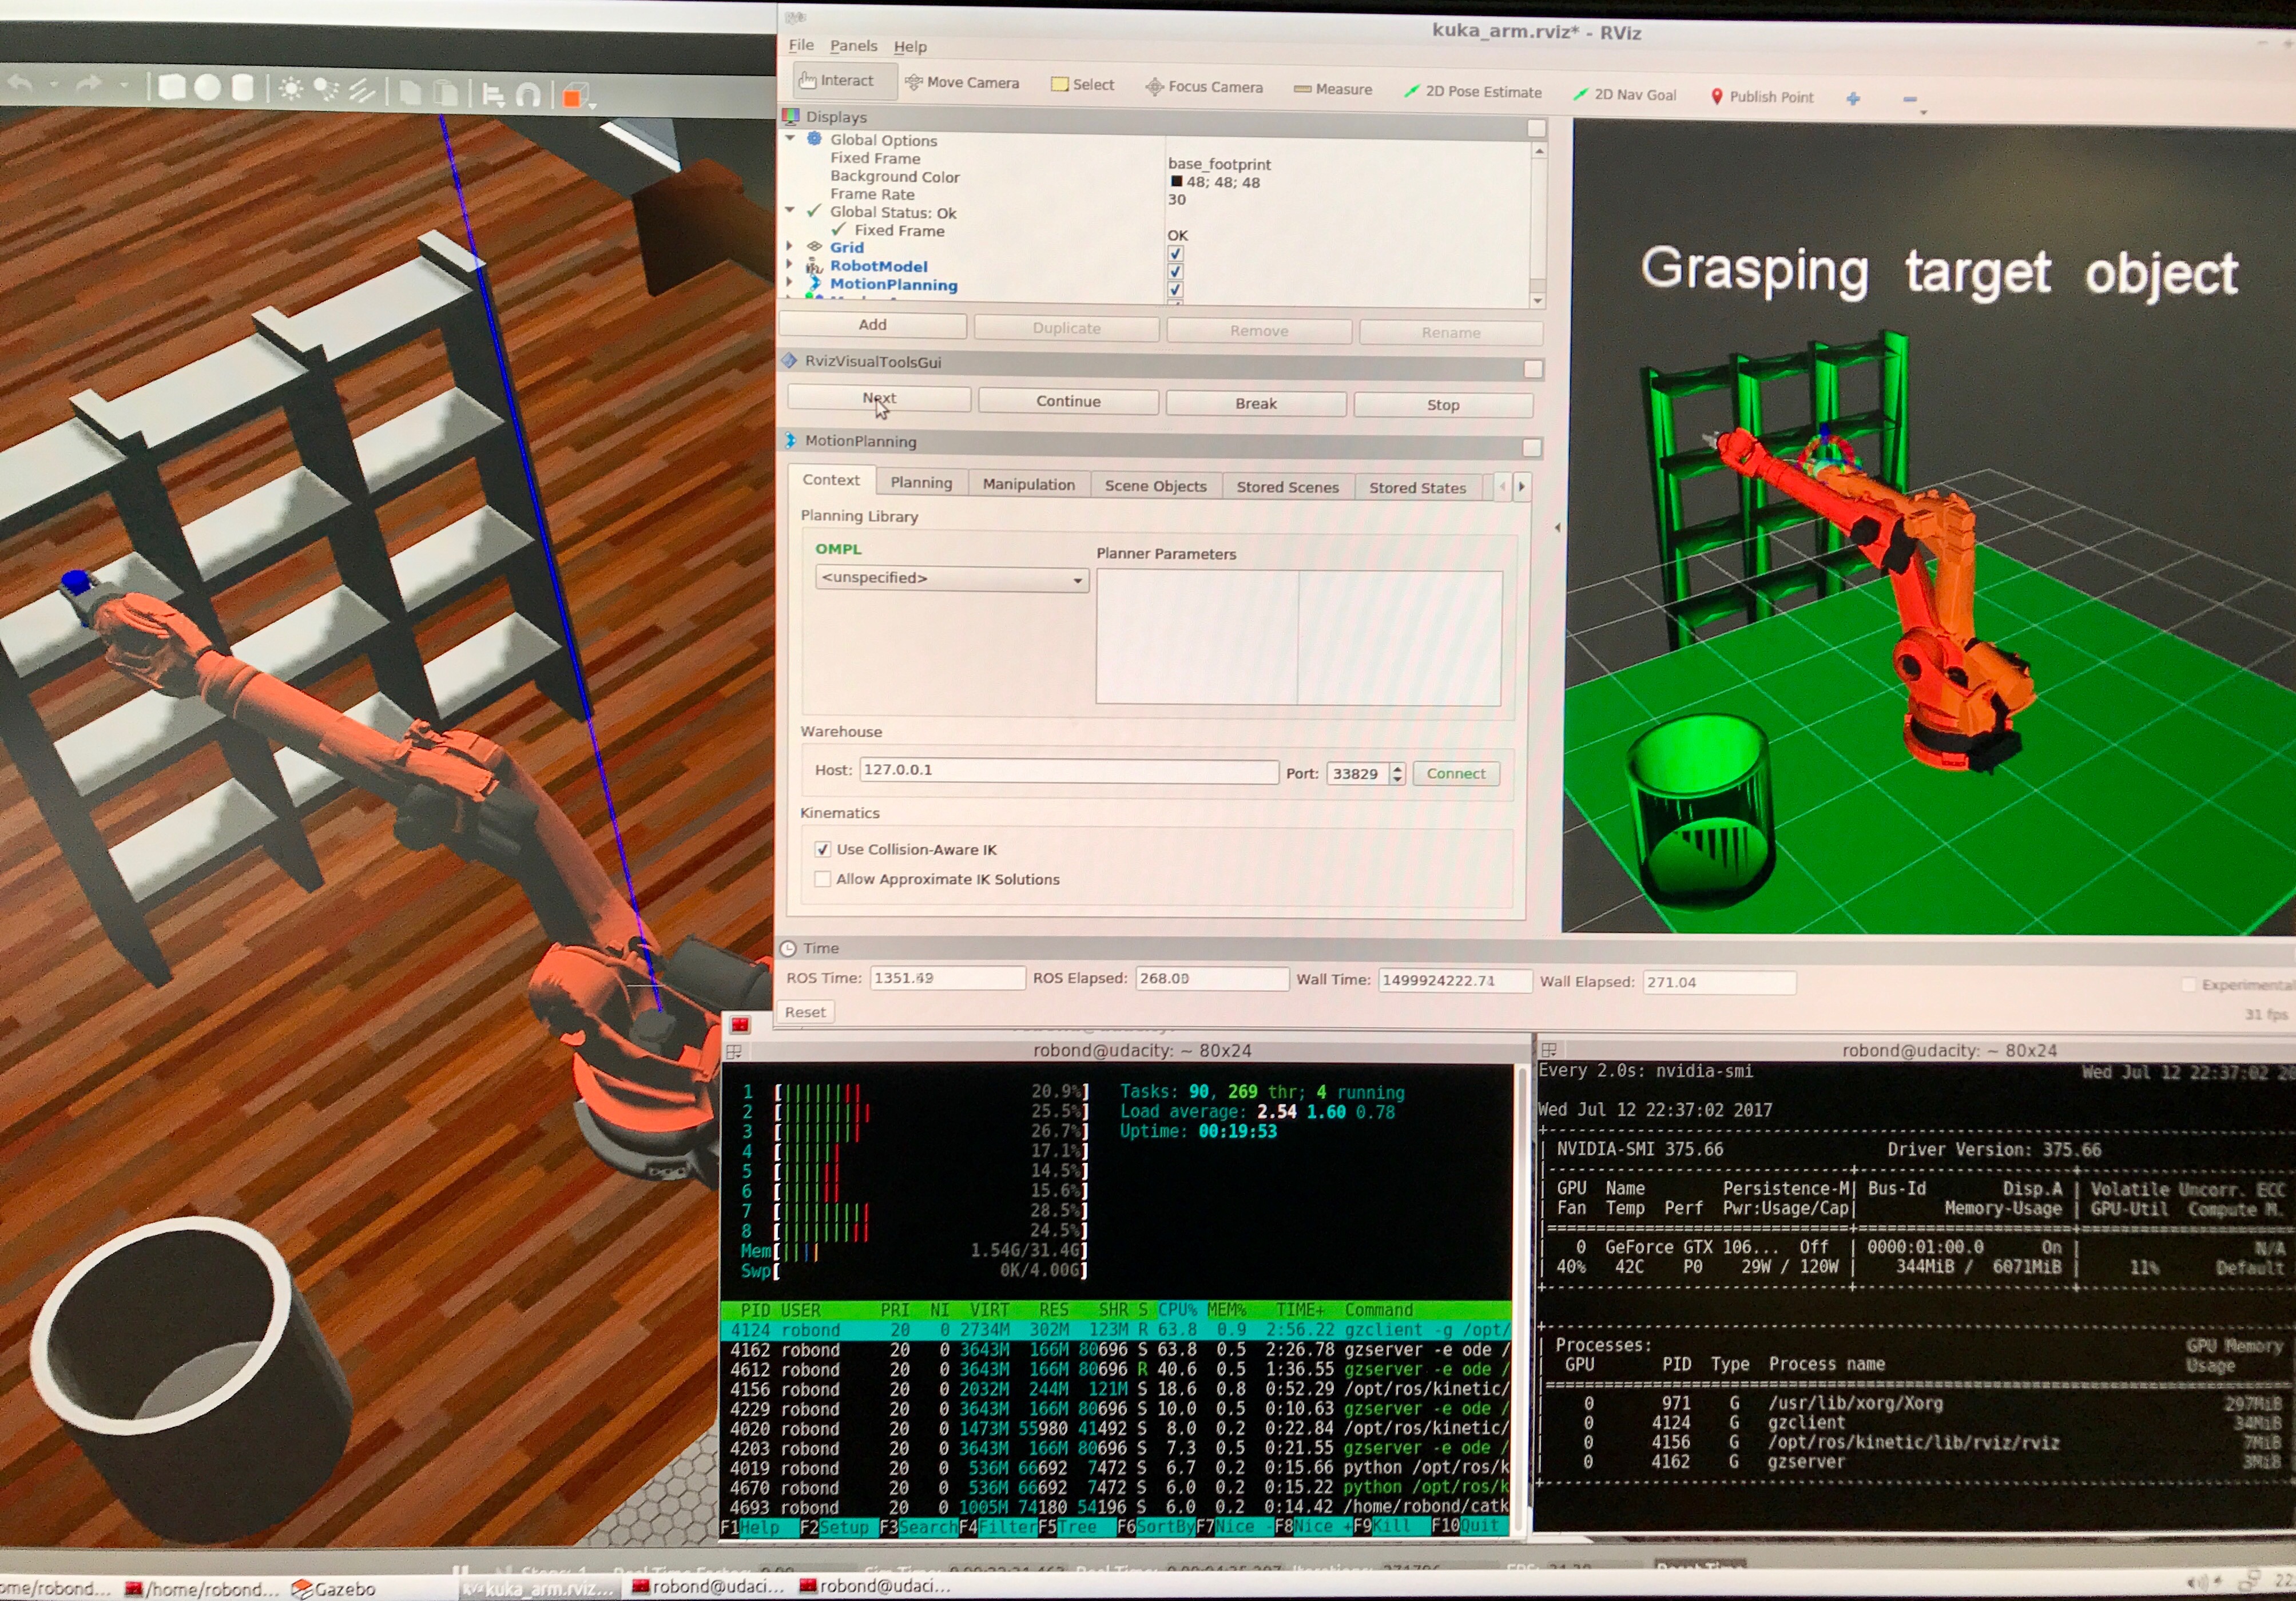 kuka_arm.rviz* - RViz
File Panels Help
Interact Move Camera Select Focus Camera Measure 2D Pose Estimate 2D Nav Goal Publish Point
Displays
Global Options
Fixed Frame base_footprint
Background Color 48; 48; 48
Frame Rate 30
Global Status: Ok
Fixed Frame OK
Grid
RobotModel
MotionPlanning
Add Duplicate Remove Rename
RvizVisualToolsGui
Next Continue Break Stop
MotionPlanning
Context Planning Manipulation Scene Objects Stored Scenes Stored States
Planning Library
OMPL
Planner Parameters
<unspecified>
Warehouse
Host: 127.0.0.1 Port: 33829 Connect
Kinematics
Use Collision-Aware IK
Allow Approximate IK Solutions
Grasping target object
Time
ROS Time: 1351.49 ROS Elapsed: 268.00 Wall Time: 1499924222.71 Wall Elapsed: 271.04 Experimental
Reset
31 fps
robond@udacity: ~ 80x24
1 [||||||||| 20.9%] Tasks: 90, 269 thr; 4 running
2 [|||||||||| 25.5%] Load average: 2.54 1.60 0.78
3 [||||||||| 26.7%] Uptime: 00:19:53
4 [||||||| 17.1%]
5 [||||||| 14.5%]
6 [||||||| 15.6%]
7 [|||||||||| 28.5%]
8 [|||||||||| 24.5%]
Mem[|||| 1.54G/31.4G]
Swp[ 0K/4.00G]
PID USER PRI NI VIRT RES SHR S CPU% MEM% TIME+ Command
4124 robond 20 0 2734M 302M 123M R 63.8 0.9 2:56.22 gzclient -g /opt/
4162 robond 20 0 3643M 166M 80696 S 63.8 0.5 2:26.78 gzserver -e ode /
4612 robond 20 0 3643M 166M 80696 R 40.6 0.5 1:36.55 gzserver -e ode /
4156 robond 20 0 2032M 244M 121M S 18.6 0.8 0:52.29 /opt/ros/kinetic/
4229 robond 20 0 3643M 166M 80696 S 10.0 0.5 0:10.63 gzserver -e ode /
4020 robond 20 0 1473M 55980 41492 S 8.0 0.2 0:22.84 /opt/ros/kinetic/
4203 robond 20 0 3643M 166M 80696 S 7.3 0.5 0:21.55 gzserver -e ode /
4019 robond 20 0 536M 66692 7472 S 6.7 0.2 0:15.66 python /opt/ros/k
4670 robond 20 0 536M 66692 7472 S 6.0 0.2 0:15.22 python /opt/ros/k
4693 robond 20 0 1005M 74180 54196 S 6.0 0.2 0:14.42 /home/robond/catk
F1Help F2Setup F3SearchF4FilterF5Tree F6SortByF7Nice -F8Nice +F9Kill F10Quit
robond@udacity: ~ 80x24
Every 2.0s: nvidia-smi Wed Jul 12 22:37:02 20
Wed Jul 12 22:37:02 2017
NVIDIA-SMI 375.66 Driver Version: 375.66
GPU Name Persistence-M| Bus-Id Disp.A | Volatile Uncorr. ECC
Fan Temp Perf Pwr:Usage/Cap| Memory-Usage | GPU-Util Compute M.
0 GeForce GTX 106... Off | 0000:01:00.0 On | N/A
40% 42C P0 29W / 120W | 344MiB / 6071MiB | 11% Default
Processes: GPU Memory
GPU PID Type Process name Usage
0 971 G /usr/lib/xorg/Xorg 297MiB
0 4124 G gzclient 34MiB
0 4156 G /opt/ros/kinetic/lib/rviz/rviz 7MiB
0 4162 G gzserver 3MiB
ome/robond... /home/robond... Gazebo kuka_arm.rviz... robond@udaci... robond@udaci... 22